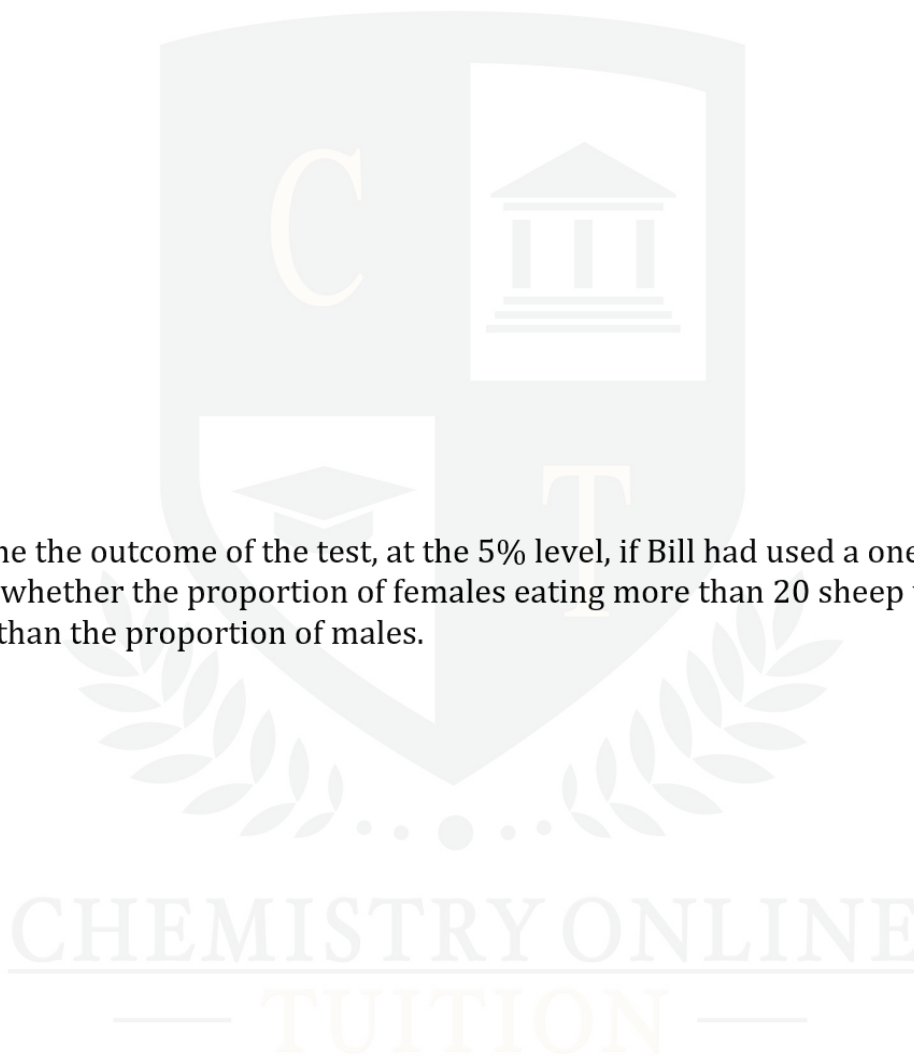 C
T
the outcome of the test, at the 5% level, if Bill had used a one
whether the proportion of females eating more than 20 sheep
than the proportion of males.
CHEMISTRY ONLINE
TUITION